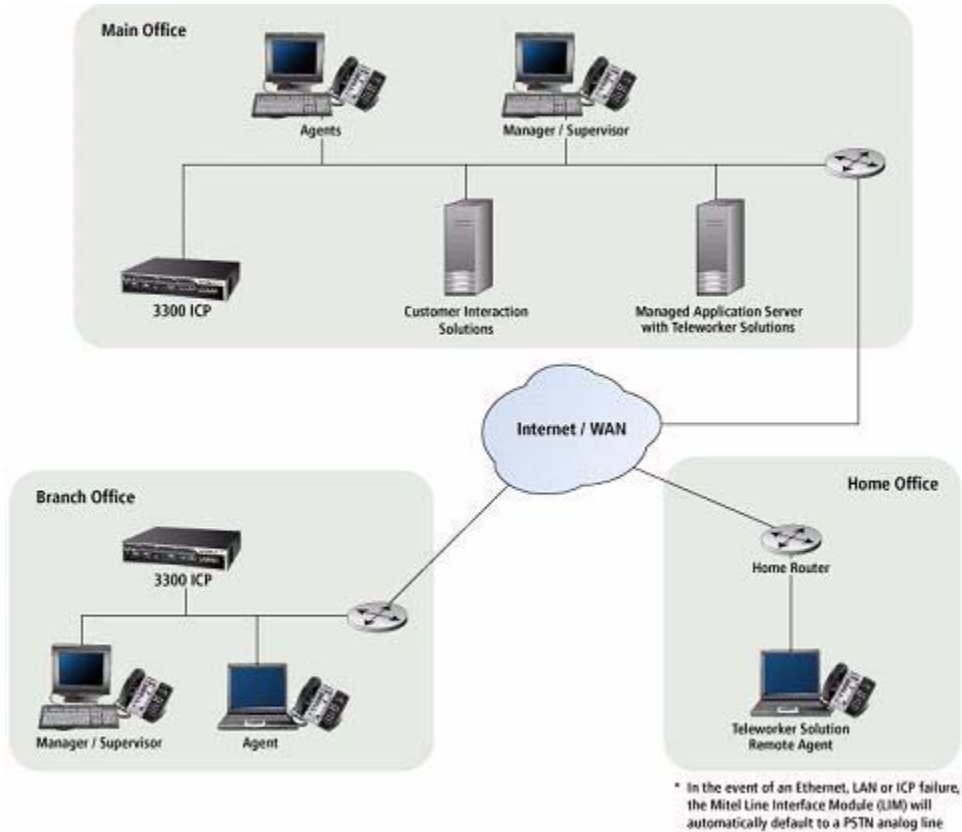 Main Office
Agents
Manager / Supervisor
3300 ICP
Customer Interaction
Solutions
Managed Application Server
with Teleworker Solutions
Internet / WAN
Branch Office
3300 ICP
Manager / Supervisor
Agent
Home Office
Home Router
Teleworker Solution
Remote Agent
* In the event of an Ethernet, LAN or ICP failure,
the Mitel Line Interface Module (LIM) will
automatically default to a PSTN analog line